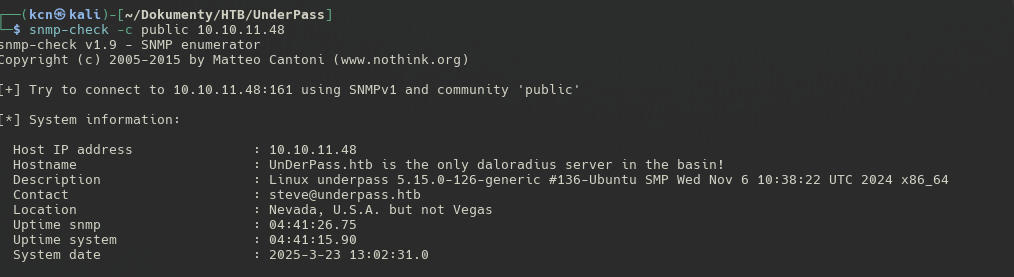 (kcn㉿kali)-[~/Dokumenty/HTB/UnderPass]
$ snmp-check -c public 10.10.11.48
snmp-check v1.9 - SNMP enumerator
Copyright (c) 2005-2015 by Matteo Cantoni (www.nothink.org)
[+] Try to connect to 10.10.11.48:161 using SNMPv1 and community 'public'
[*] System information:
Host IP address : 10.10.11.48
Hostname : UnDerPass.htb is the only daloradius server in the basin!
Description : Linux underpass 5.15.0-126-generic #136-Ubuntu SMP Wed Nov 6 10:38:22 UTC 2024 x86_64
Contact : steve@underpass.htb
Location : Nevada, U.S.A. but not Vegas
Uptime snmp : 04:41:26.75
Uptime system : 04:41:15.90
System date : 2025-3-23 13:02:31.0